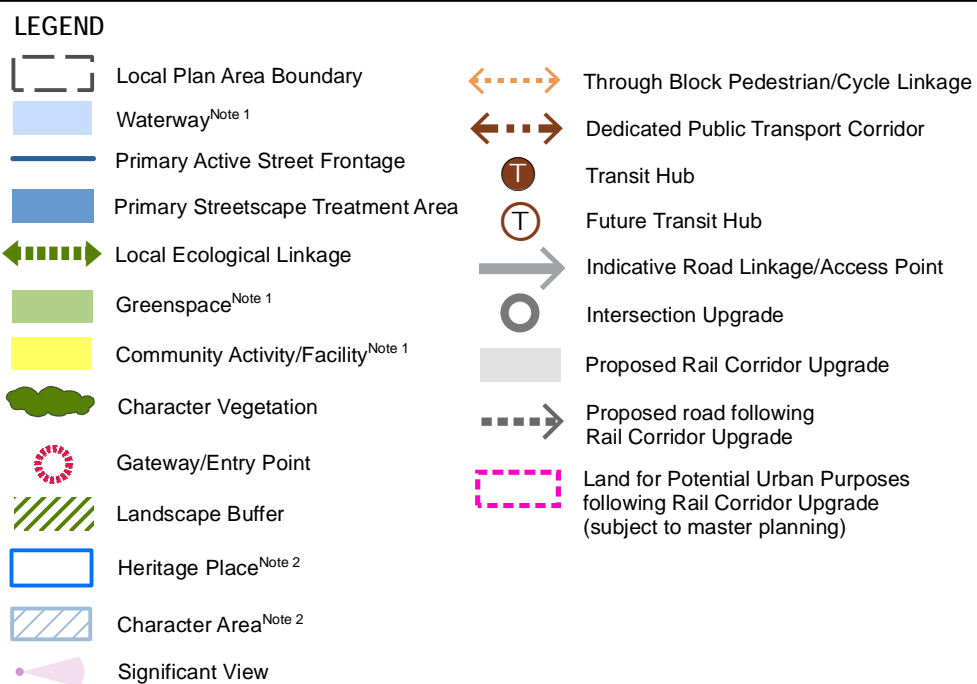 LEGEND
Local Plan Area Boundary
Waterway Note 1
Primary Active Street Frontage
Primary Streetscape Treatment Area
Local Ecological Linkage
Greenspace Note 1
Community Activity/Facility Note 1
Character Vegetation
Gateway/Entry Point
Landscape Buffer
Heritage Place Note 2
Character Area Note 2
Significant View
Through Block Pedestrian/Cycle Linkage
Dedicated Public Transport Corridor
T Transit Hub
T Future Transit Hub
Indicative Road Linkage/Access Point
Intersection Upgrade
Proposed Rail Corridor Upgrade
Proposed road following
Rail Corridor Upgrade
Land for Potential Urban Purposes
following Rail Corridor Upgrade
(subject to master planning)